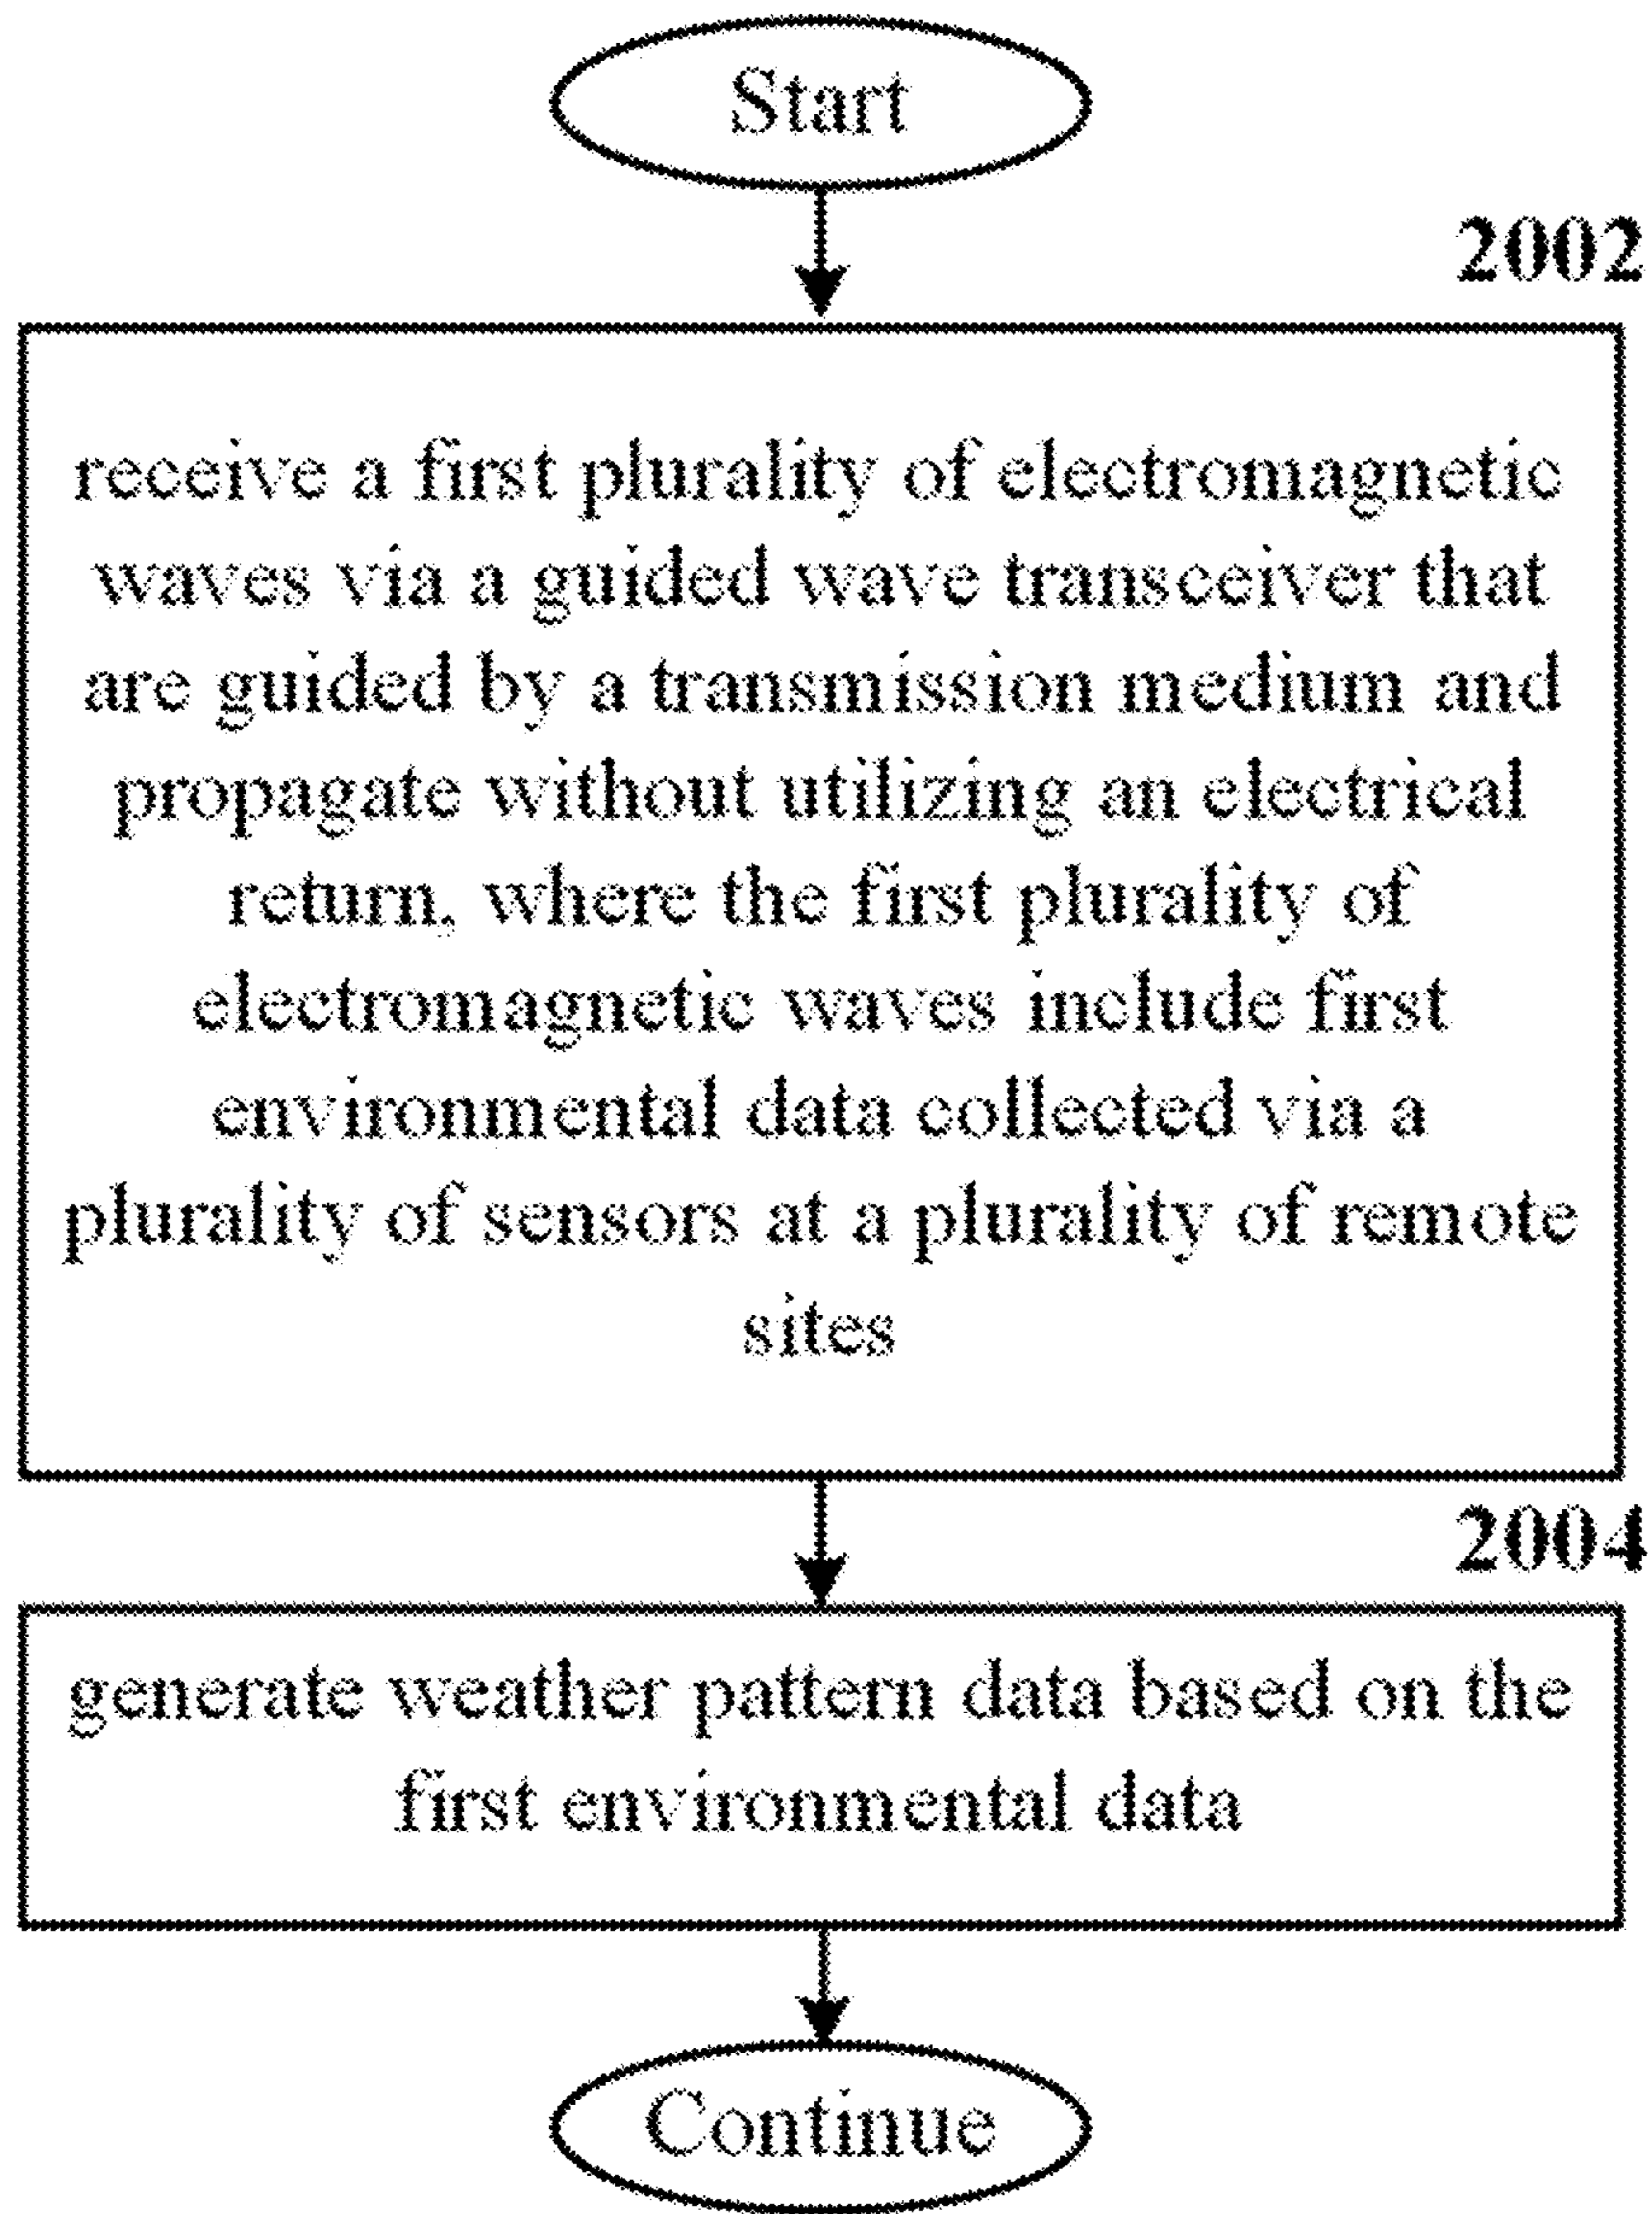 Start
2002
receive a first plurality of electromagnetic
waves via a guided wave transceiver that
are guided by a transmission medium and
propagate without utilizing an electrical
return, where the first plurality of
electromagnetic waves include first
environmental data collected via a
plurality of sensors at a plurality of remote
sites
2004
generate weather pattern data based on the
first environmental data
Continue